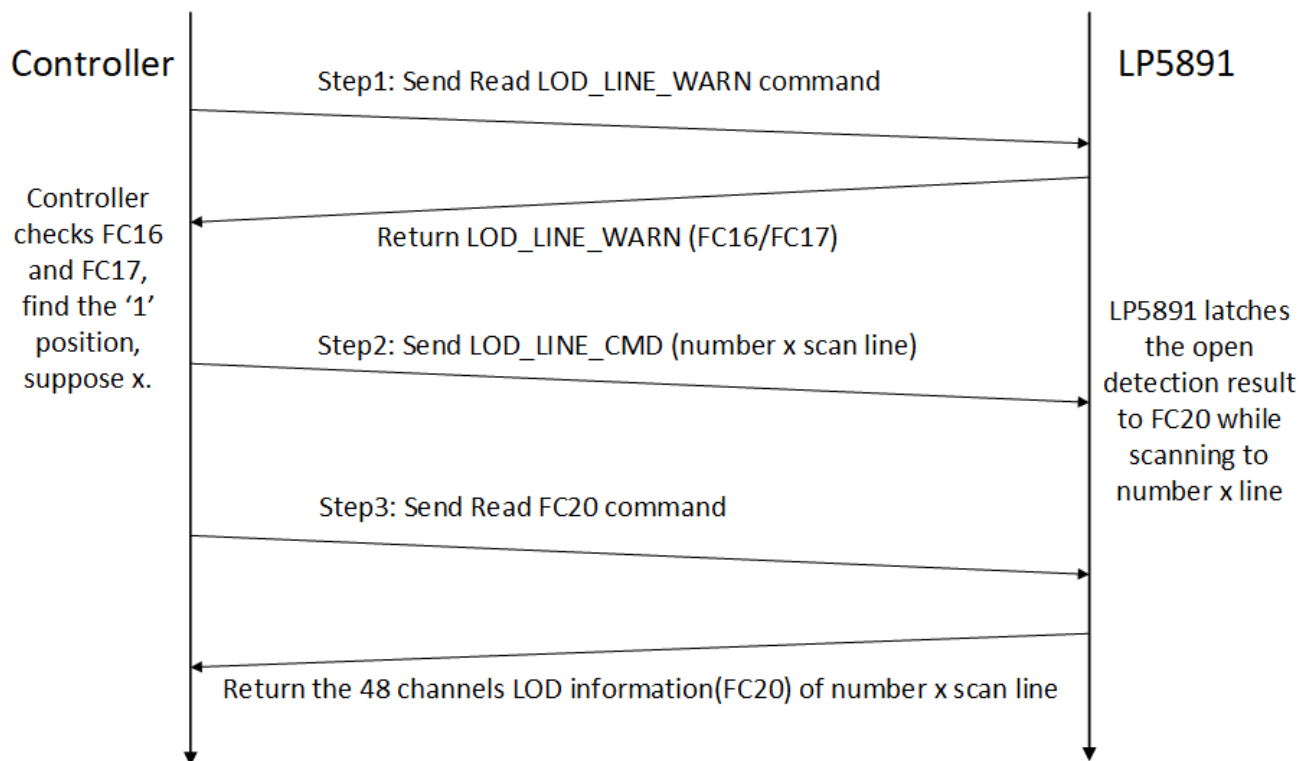 Controller
LP5891
Step1: Send Read LOD_LINE_WARN command
Controller
checks FC16
and FC17,
find the ‘1’
position,
suppose x.
Return LOD_LINE_WARN (FC16/FC17)
Step2: Send LOD_LINE_CMD (number x scan line)
LP5891 latches
the open
detection result
to FC20 while
scanning to
number x line
Step3: Send Read FC20 command
Return the 48 channels LOD information(FC20) of number x scan line